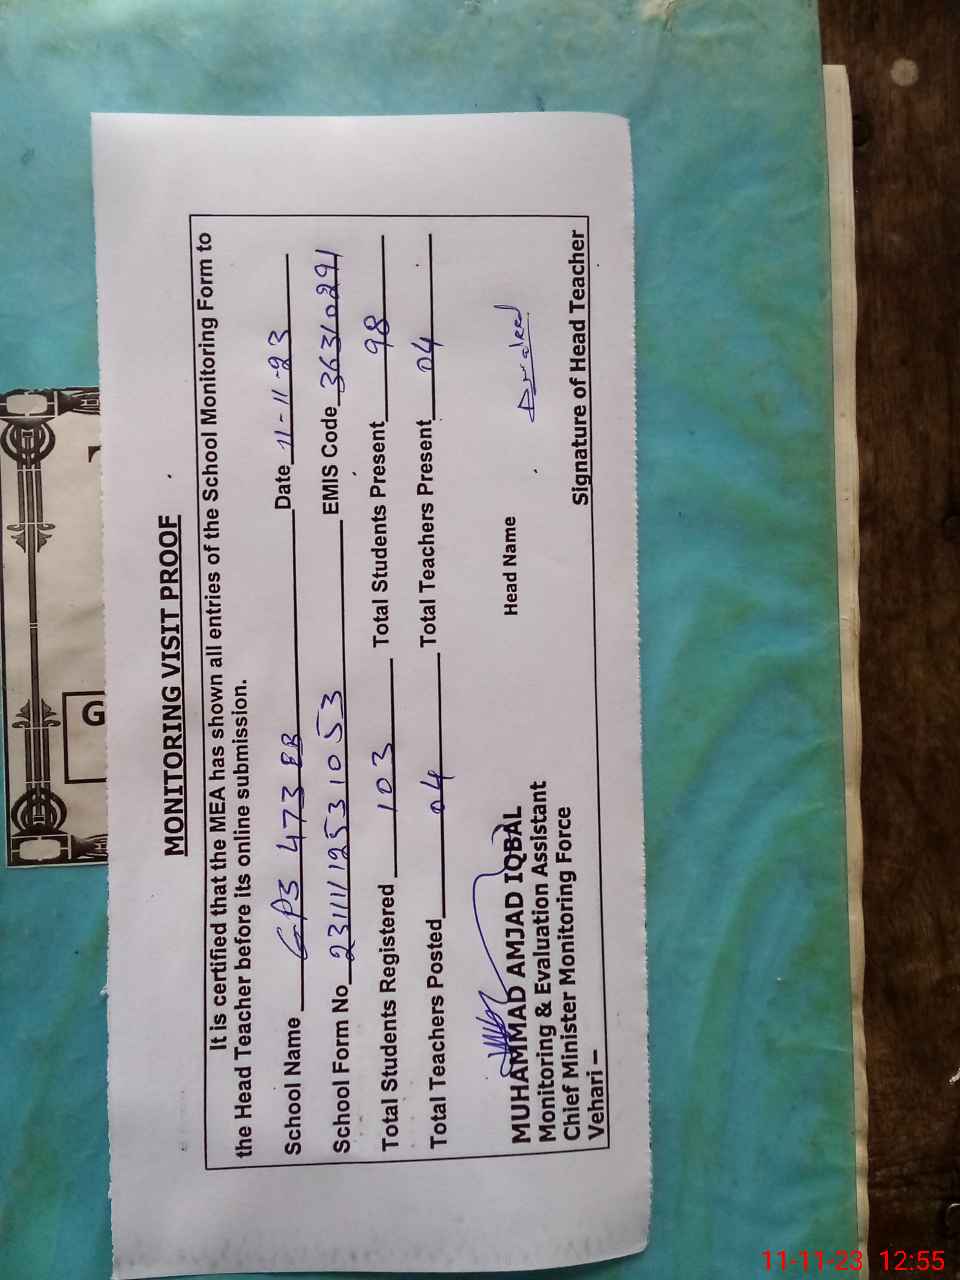 G
MONITORING VISIT PROOF
It is certified that the MEA has shown all entries of the School Monitoring Form to
the Head Teacher before its online submission.
School Name GPS 473 EB Date 11-11-23
School Form No 231111253 1053 EMIS Code 36310291
Total Students Registered 103 Total Students Present 98
Total Teachers Posted 04 Total Teachers Present 04
Head Name
MUHAMMAD AMJAD IQBAL
Monitoring & Evaluation Assistant
Chief Minister Monitoring Force
Vehari – Signature of Head Teacher
11-11-23 12:55